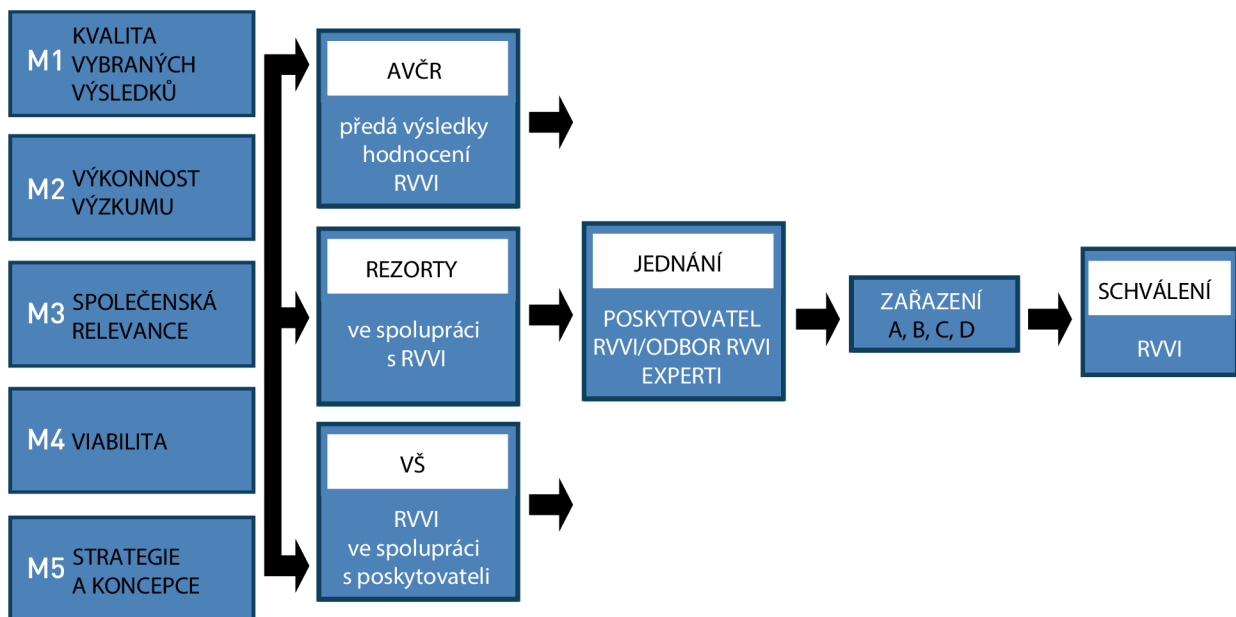 M1 KVALITA
VYBRANÝCH
VÝSLEDKŮ
M2 VÝKONNOST
VÝZKUMU
M3 SPOLEČENSKÁ
RELEVANCE
M4 VIABILITA
M5 STRATEGIE
A KONCEPCE
AVČR
předá výsledky
hodnocení
RVVI
REZORTY
ve spolupráci
s RVVI
VŠ
RVVI
ve spolupráci
s poskytovateli
JEDNÁNÍ
POSKYTOVATEL
RVVI/ODBOR RVVI
EXPERTI
ZAŘAZENÍ
A, B, C, D
SCHVÁLENÍ
RVVI